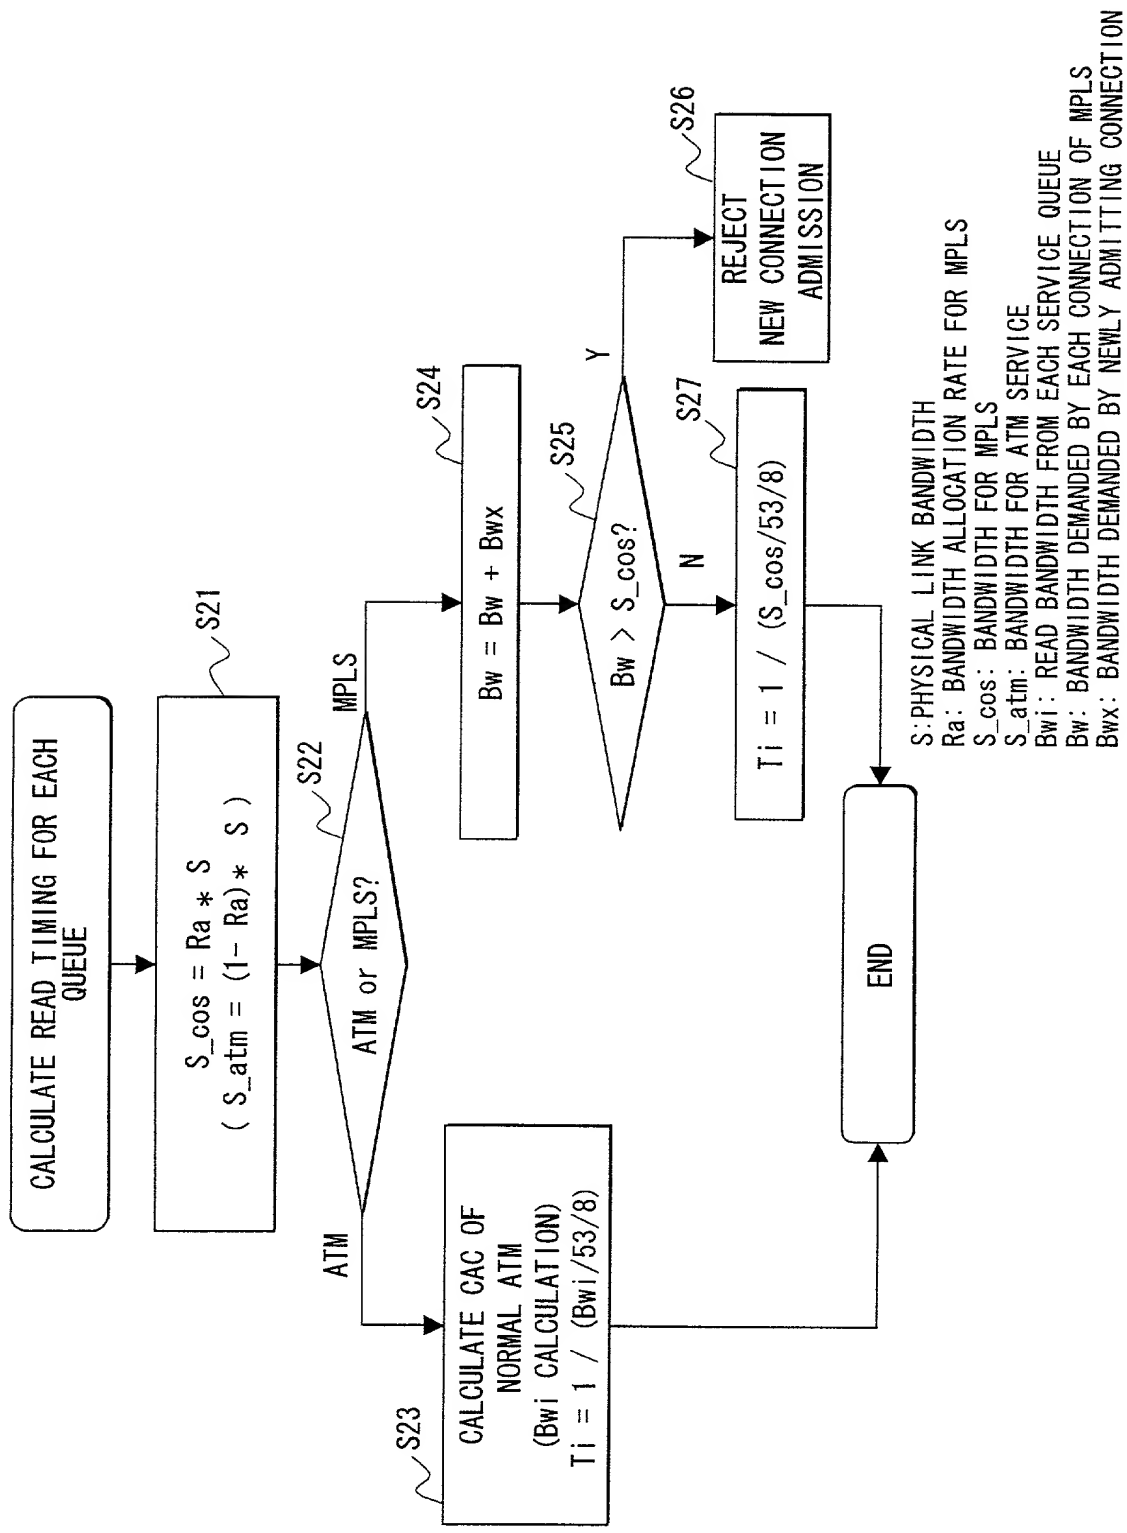 CALCULATE READ TIMING FOR EACH
QUEUE
S21
S_cos = Ra * S
( S_atm = (1- Ra)* S )
S22
ATM or MPLS?
ATM
MPLS
S23
CALCULATE CAC OF
NORMAL ATM
(Bwi CALCULATION)
Ti = 1 / (Bwi/53/8)
S24
Bw = Bw + Bwx
S25
Bw > S_cos?
Y
N
S26
REJECT
NEW CONNECTION
ADMISSION
S27
Ti = 1 / (S_cos/53/8)
END
S:PHYSICAL LINK BANDWIDTH
Ra: BANDWIDTH ALLOCATION RATE FOR MPLS
S_cos: BANDWIDTH FOR MPLS
S_atm: BANDWIDTH FOR ATM SERVICE
Bwi: READ BANDWIDTH FROM EACH SERVICE QUEUE
Bw: BANDWIDTH DEMANDED BY EACH CONNECTION OF MPLS
Bwx: BANDWIDTH DEMANDED BY NEWLY ADMITTING CONNECTION